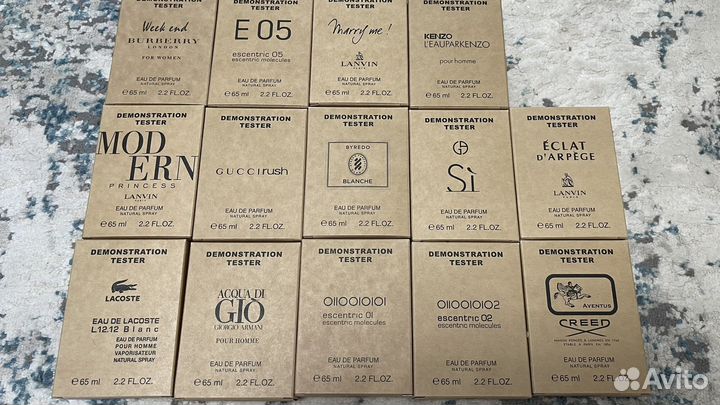 DEMONSTRATION
TESTER
Week end
BURBERRY
LONDON
FOR WOMEN
EAU DE PARFUM
NATURAL SPRAY
℮ 65 ml 2.2 FL.OZ.
TESTER
E 05
escentric 05
escentric molecules
EAU DE PARFUM
NATURAL SPRAY
℮ 65 ml 2.2 FL.OZ.
DEMONSTRATION
TESTER
Marry me!
LANVIN
EAU DE PARFUM
NATURAL SPRAY
℮ 65 ml 2.2 FL.OZ.
DEMONSTRATION
TESTER
KENZO
L'EAUPARKENZO
pour homme
EAU DE PARFUM
NATURAL SPRAY
℮ 65 ml 2.2 FL.OZ.
DEMONSTRATION
TESTER
MOD
ERN
PRINCESS
LANVIN
EAU DE PARFUM
NATURAL SPRAY
℮ 65 ml 2.2 FL.OZ.
DEMONSTRATION
TESTER
GUCCI rush
EAU DE PARFUM
NATURAL SPRAY
℮ 65 ml 2.2 FL.OZ.
DEMONSTRATION
TESTER
BYREDO
BLANCHE
EAU DE PARFUM
NATURAL SPRAY
℮ 65 ml 2.2 FL.OZ.
DEMONSTRATION
TESTER
Sì
EAU DE PARFUM
NATURAL SPRAY
℮ 65 ml 2.2 FL.OZ.
DEMONSTRATION
TESTER
ÉCLAT
D'ARPÈGE
LANVIN
EAU DE PARFUM
NATURAL SPRAY
℮ 65 ml 2.2 FL.OZ.
DEMONSTRATION
TESTER
LACOSTE
EAU DE LACOSTE
L.12.12 Blanc
EAU DE PARFUM
POUR HOMME
VAPORISATEUR
NATURAL SPRAY
℮ 65 ml 2.2 FL.OZ.
DEMONSTRATION
TESTER
ACQUA DI
GIÒ
GIORGIO ARMANI
POUR HOMME
EAU DE PARFUM
NATURAL SPRAY
℮ 65 ml 2.2 FL.OZ.
DEMONSTRATION
TESTER
0110010101
escentric 01
escentric molecules
EAU DE PARFUM
NATURAL SPRAY
℮ 65 ml 2.2 FL.OZ.
DEMONSTRATION
TESTER
0110010102
escentric 02
escentric molecules
EAU DE PARFUM
NATURAL SPRAY
℮ 65 ml 2.2 FL.OZ.
DEMONSTRATION
TESTER
AVENTUS
CREED
EAU DE PARFUM
NATURAL SPRAY
℮ 65 ml 2.2 FL.OZ.
Avito